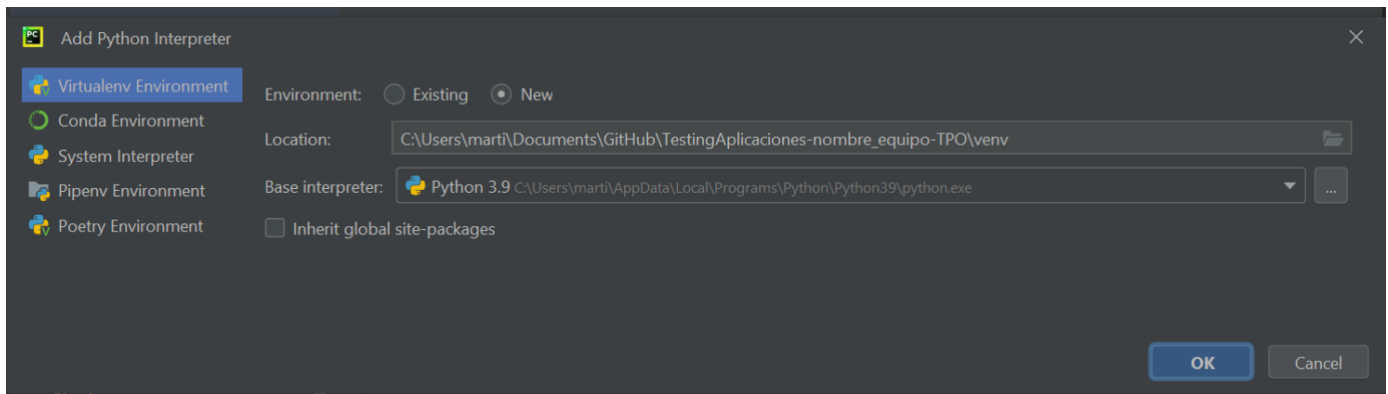 PC
Add Python Interpreter
Virtualenv Environment
Conda Environment
System Interpreter
Pipenv Environment
Poetry Environment
Environment: Existing New
Location: C:\Users\marti\Documents\GitHub\TestingAplicaciones-nombre_equipo-TPO\venv
Base interpreter: Python 3.9 C:\Users\marti\AppData\Local\Programs\Python\Python39\python.exe ...
Inherit global site-packages
OK Cancel